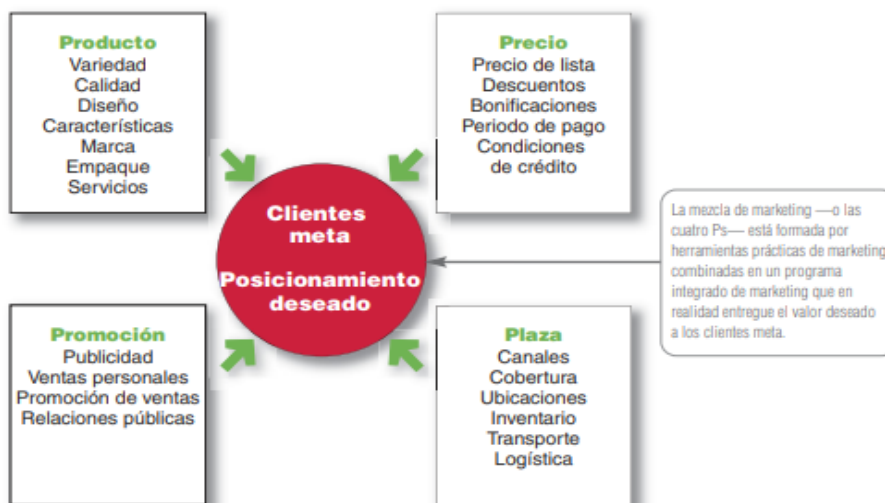 Producto
Variedad
Calidad
Diseño
Características
Marca
Empaque
Servicios
Precio
Precio de lista
Descuentos
Bonificaciones
Periodo de pago
Condiciones
de crédito
Clientes
meta
Posicionamiento
deseado
La mezcla de marketing —o las
cuatro Ps— está formada por
herramientas prácticas de marketing
combinadas en un programa
integrado de marketing que en
realidad entregue el valor deseado
a los clientes meta.
Promoción
Publicidad
Ventas personales
Promoción de ventas
Relaciones públicas
Plaza
Canales
Cobertura
Ubicaciones
Inventario
Transporte
Logística